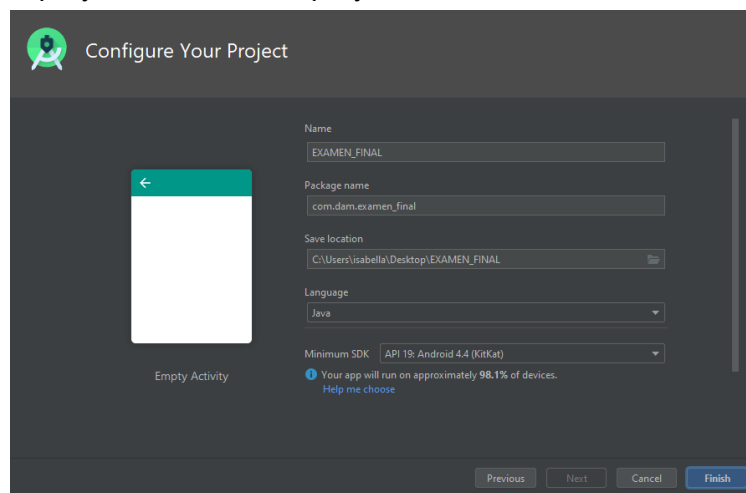 Configure Your Project
Name
EXAMEN_FINAL
Package name
com.dam.examen_final
Save location
C:\Users\isabella\Desktop\EXAMEN_FINAL
Language
Java
Minimum SDK API 19: Android 4.4 (KitKat)
Your app will run on approximately 98.1% of devices.
Help me choose
Empty Activity
Previous Next Cancel Finish